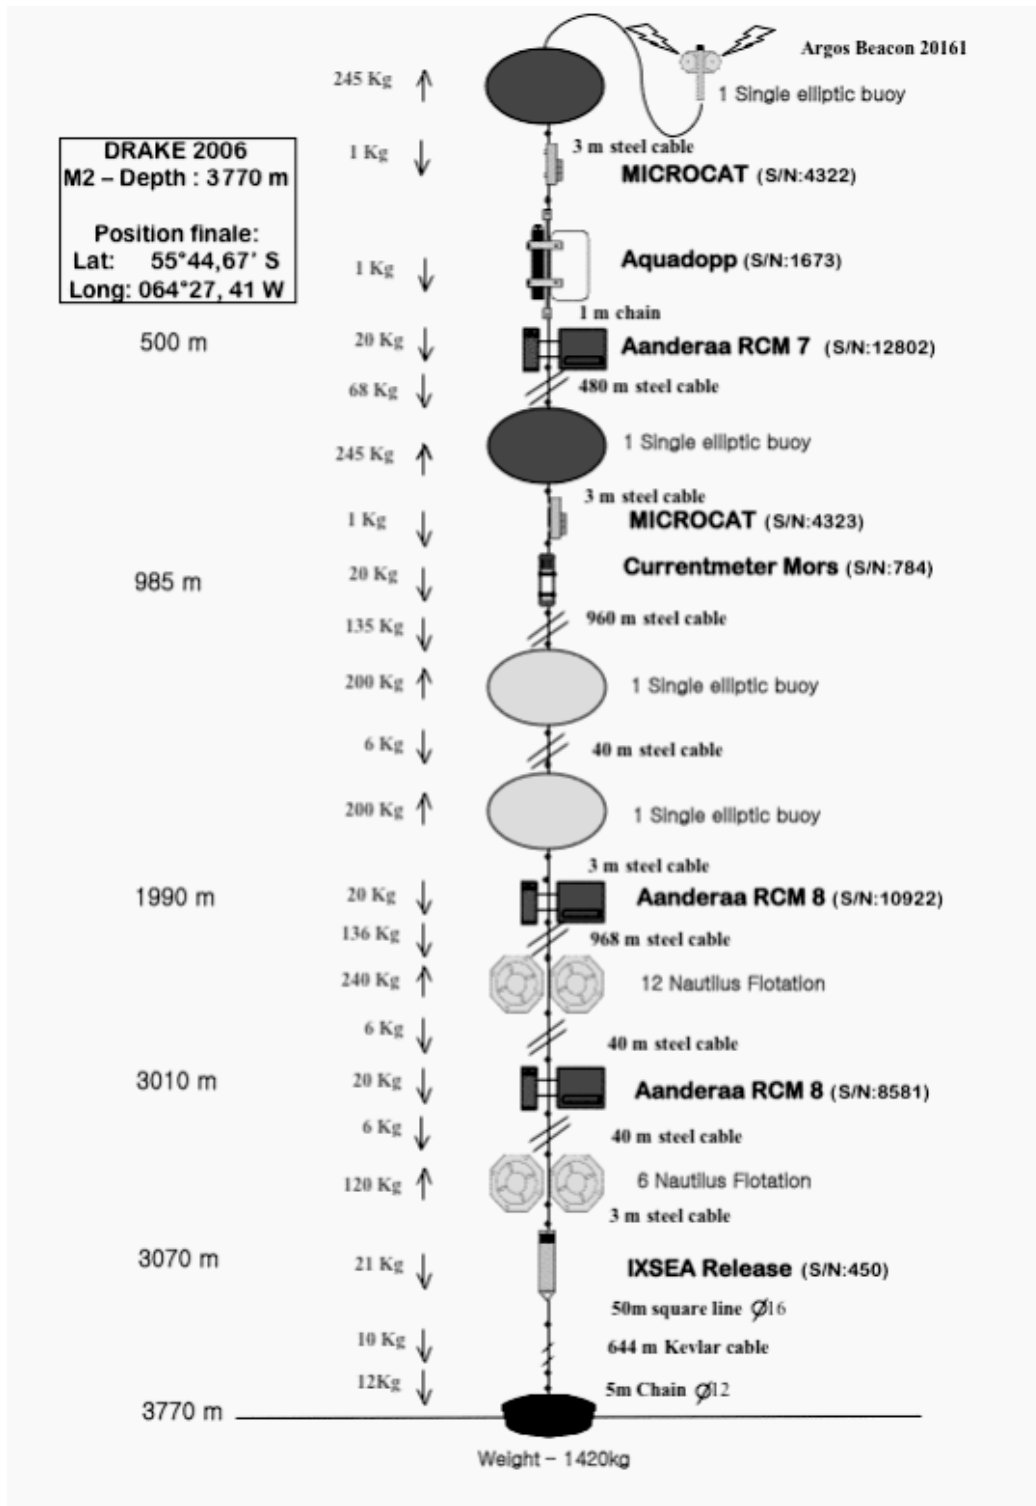 Argos Beacon 20161
245 Kg
1 Single elliptic buoy
DRAKE 2006
M2 – Depth : 3770 m
Position finale:
Lat: 55°44,67' S
Long: 064°27, 41 W
3 m steel cable
1 Kg
MICROCAT (S/N:4322)
1 Kg
Aquadopp (S/N:1673)
1 m chain
500 m
20 Kg
Aanderaa RCM 7 (S/N:12802)
68 Kg
480 m steel cable
245 Kg
1 Single elliptic buoy
3 m steel cable
1 Kg
MICROCAT (S/N:4323)
985 m
20 Kg
Currentmeter Mors (S/N:784)
135 Kg
960 m steel cable
200 Kg
1 Single elliptic buoy
6 Kg
40 m steel cable
200 Kg
1 Single elliptic buoy
3 m steel cable
1990 m
20 Kg
Aanderaa RCM 8 (S/N:10922)
136 Kg
968 m steel cable
240 Kg
12 Nautilus Flotation
6 Kg
40 m steel cable
3010 m
20 Kg
Aanderaa RCM 8 (S/N:8581)
6 Kg
40 m steel cable
120 Kg
6 Nautilus Flotation
3 m steel cable
3070 m
21 Kg
IXSEA Release (S/N:450)
50m square line Ø16
10 Kg
644 m Kevlar cable
12Kg
5m Chain Ø12
3770 m
Weight – 1420kg